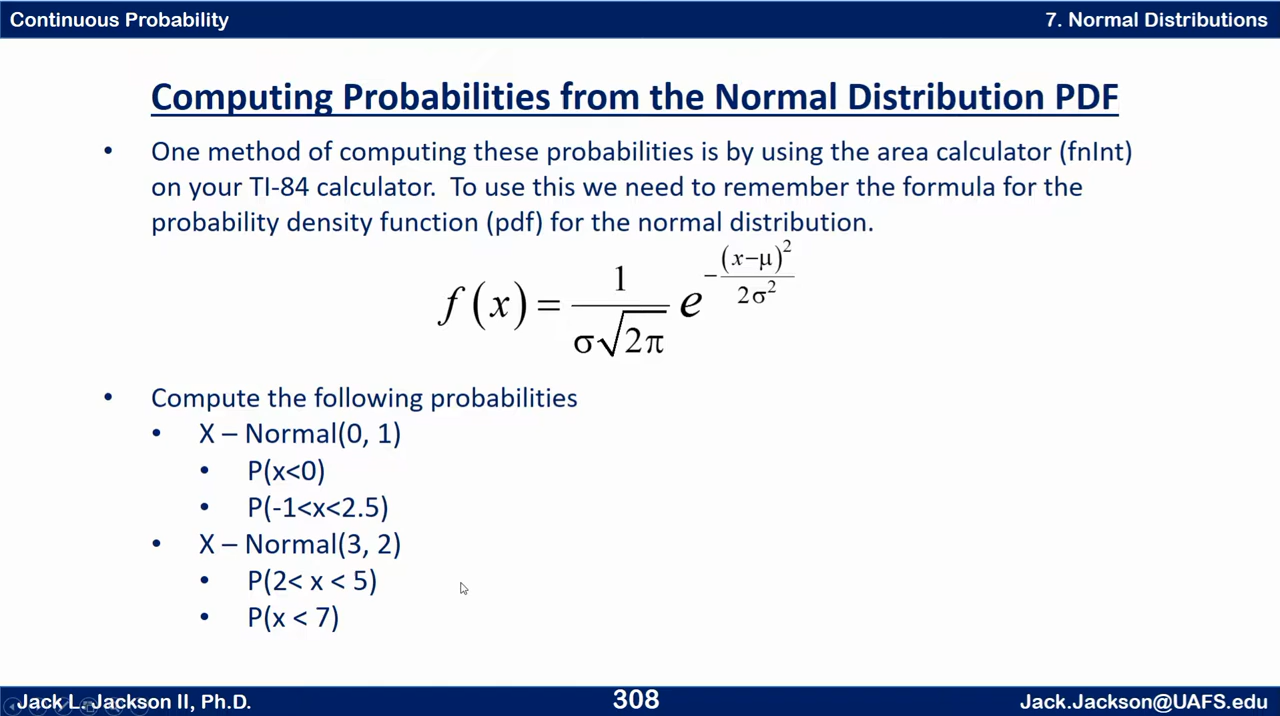 Continuous Probability
7. Normal Distributions
Computing Probabilities from the Normal Distribution PDF
• One method of computing these probabilities is by using the area calculator (fnInt)
on your TI-84 calculator. To use this we need to remember the formula for the
probability density function (pdf) for the normal distribution.
f(x) = 1/(σ√2π) e^(−(x−μ)²/(2σ²))
• Compute the following probabilities
• X – Normal(0, 1)
• P(x<0)
• P(-1<x<2.5)
• X – Normal(3, 2)
• P(2< x < 5)
• P(x < 7)
Jack L. Jackson II, Ph.D.
308
Jack.Jackson@UAFS.edu